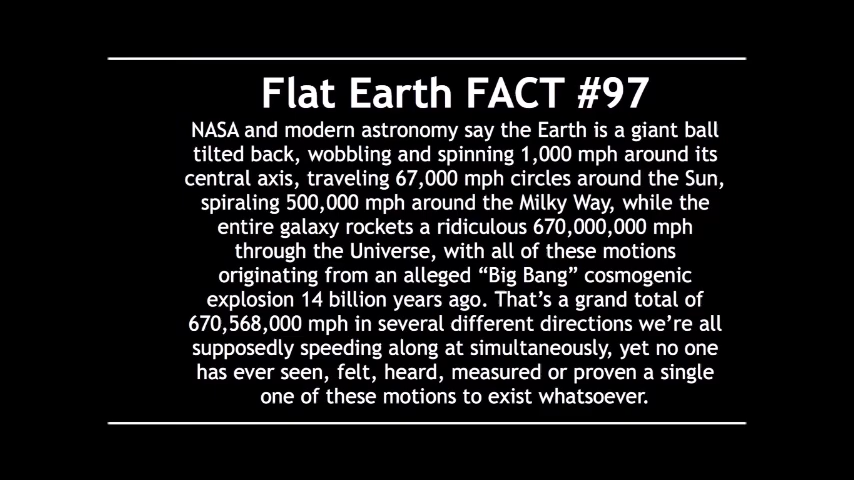 Flat Earth FACT #97
NASA and modern astronomy say the Earth is a giant ball
tilted back, wobbling and spinning 1,000 mph around its
central axis, traveling 67,000 mph circles around the Sun,
spiraling 500,000 mph around the Milky Way, while the
entire galaxy rockets a ridiculous 670,000,000 mph
through the Universe, with all of these motions
originating from an alleged “Big Bang” cosmogenic
explosion 14 billion years ago. That’s a grand total of
670,568,000 mph in several different directions we’re all
supposedly speeding along at simultaneously, yet no one
has ever seen, felt, heard, measured or proven a single
one of these motions to exist whatsoever.